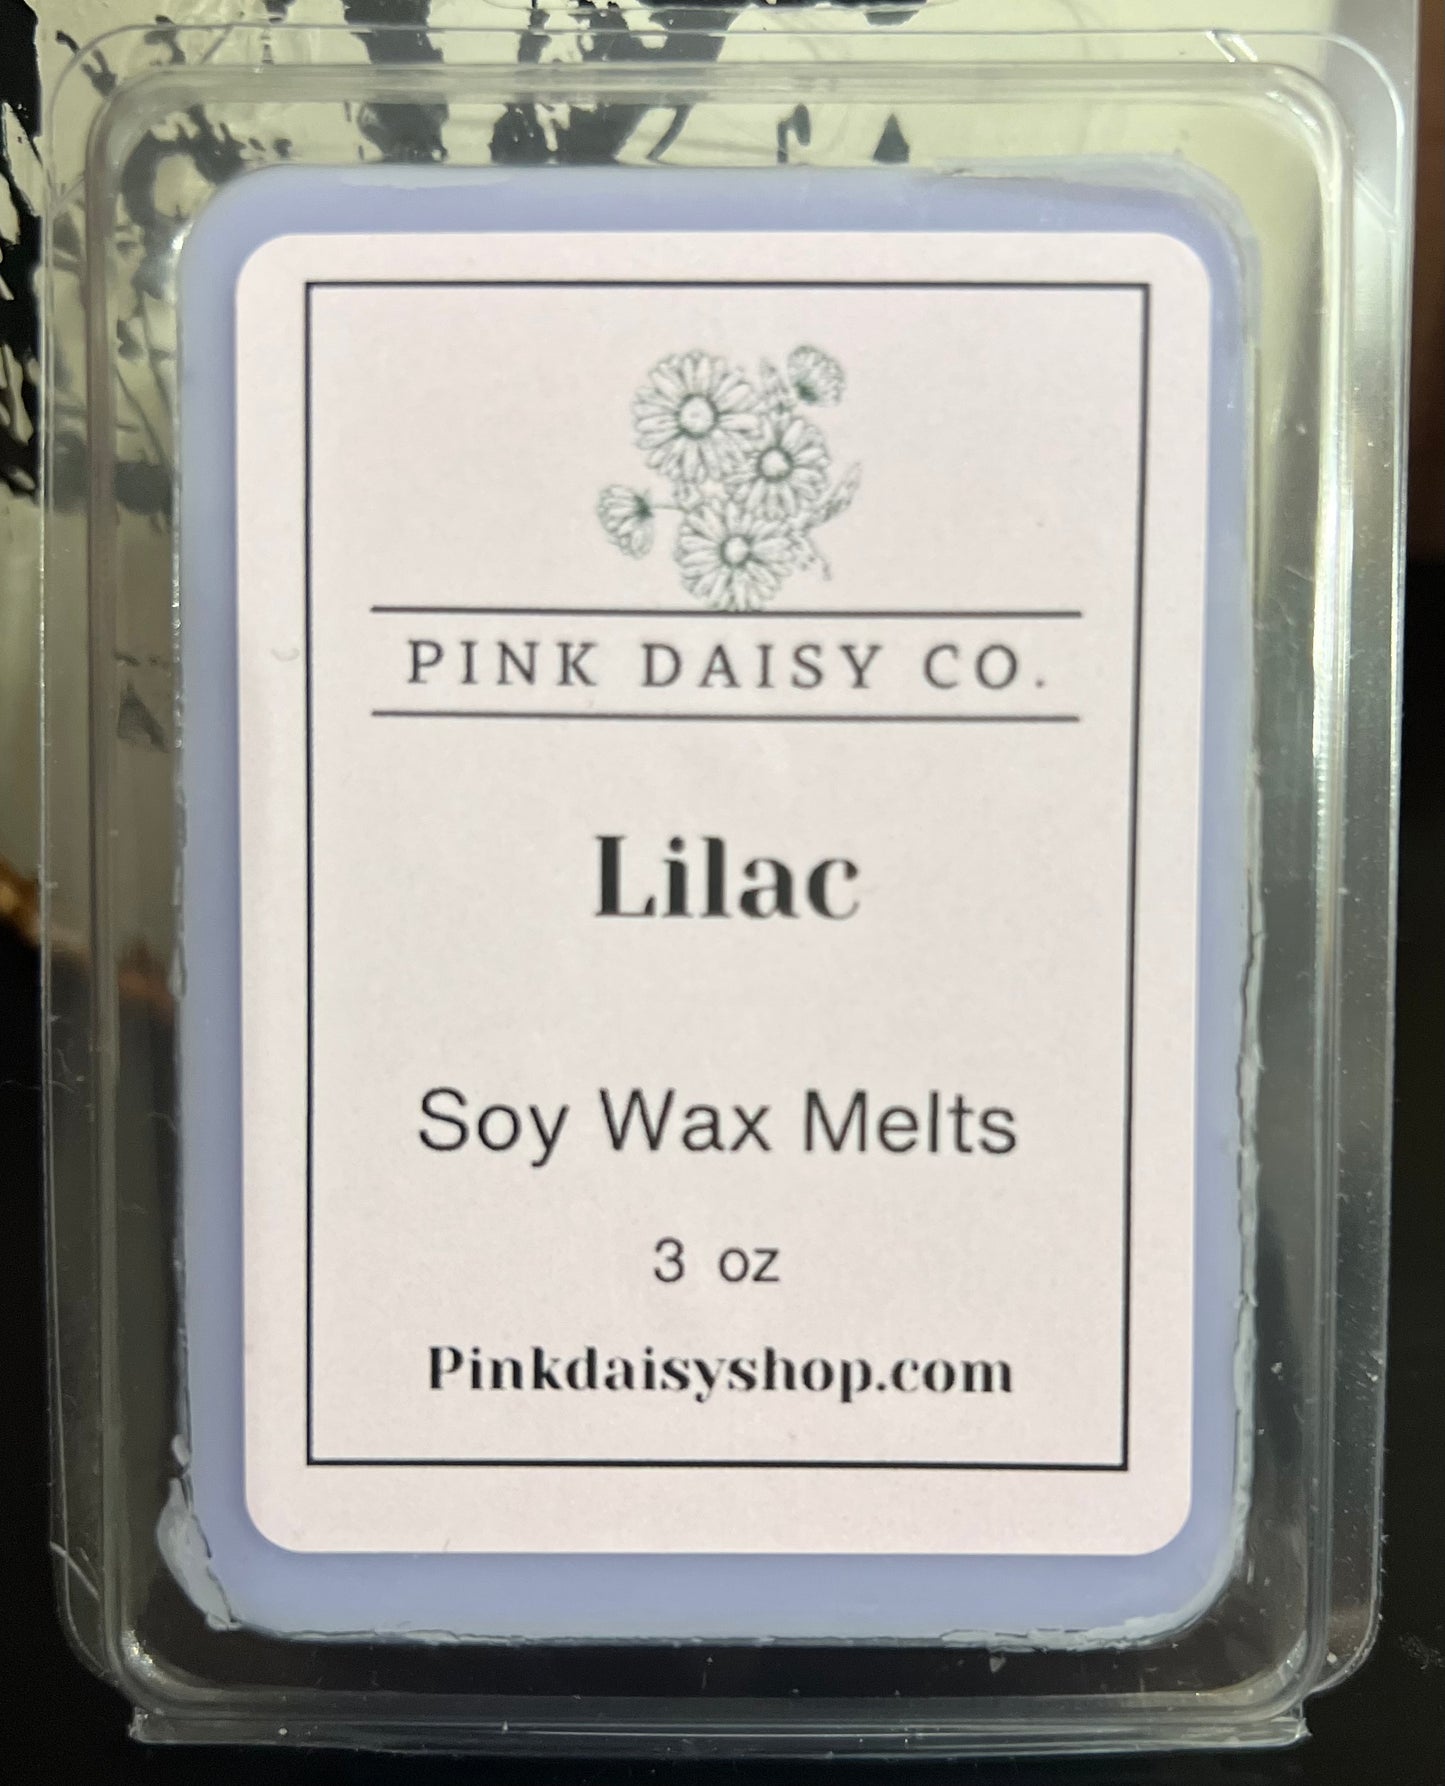 PINK DAISY CO.
Lilac
Soy Wax Melts
3 oz
Pinkdaisyshop.com